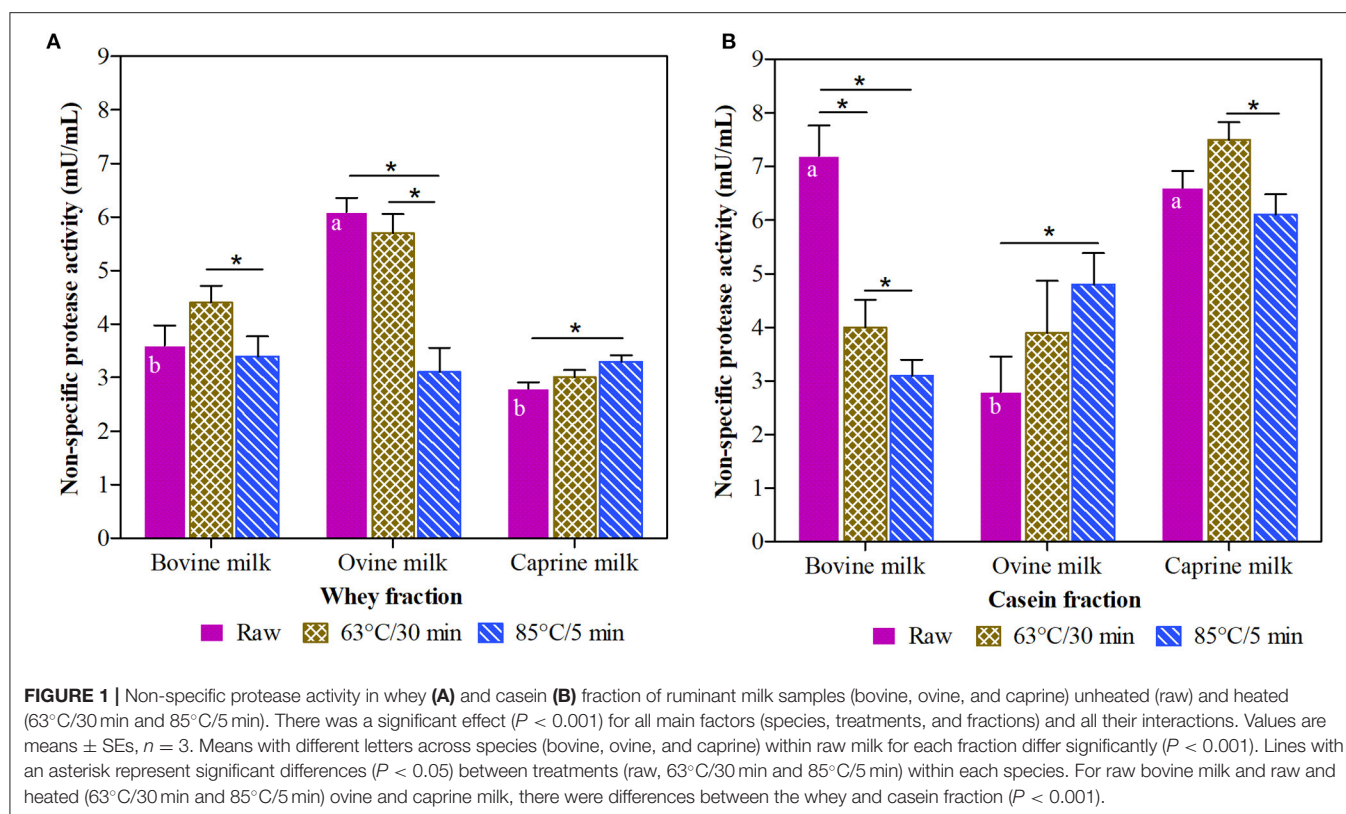 A
Non-specific protease activity (mU/mL)
9
8
7
6
5
4
3
2
1
0
b
*
a
*
*
b
*
Bovine milk Ovine milk Caprine milk
Whey fraction
Raw 63°C/30 min 85°C/5 min
B
Non-specific protease activity (mU/mL)
9
8
7
6
5
4
3
2
1
0
a
*
*
*
b
*
a
*
Bovine milk Ovine milk Caprine milk
Casein fraction
Raw 63°C/30 min 85°C/5 min
FIGURE 1 | Non-specific protease activity in whey (A) and casein (B) fraction of ruminant milk samples (bovine, ovine, and caprine) unheated (raw) and heated
(63°C/30 min and 85°C/5 min). There was a significant effect (P < 0.001) for all main factors (species, treatments, and fractions) and all their interactions. Values are
means ± SEs, n = 3. Means with different letters across species (bovine, ovine, and caprine) within raw milk for each fraction differ significantly (P < 0.001). Lines with
an asterisk represent significant differences (P < 0.05) between treatments (raw, 63°C/30 min and 85°C/5 min) within each species. For raw bovine milk and raw and
heated (63°C/30 min and 85°C/5 min) ovine and caprine milk, there were differences between the whey and casein fraction (P < 0.001).